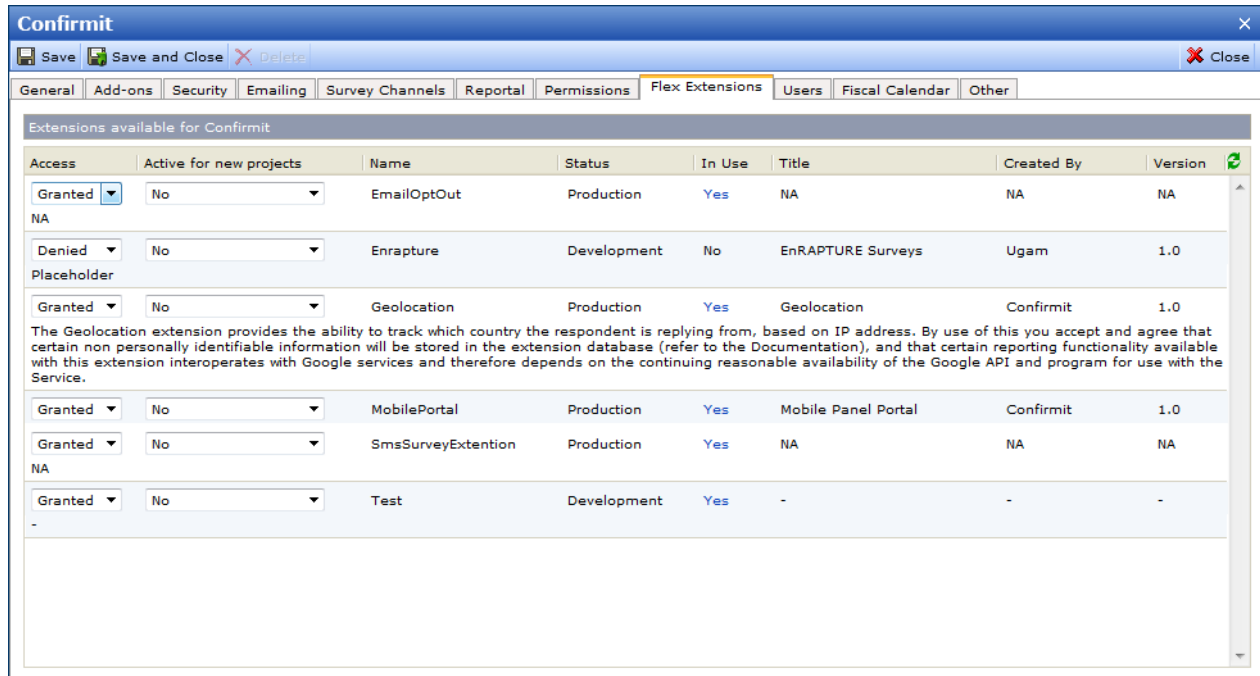 Confirmit
Save Save and Close Delete Close
General Add-ons Security Emailing Survey Channels Reportal Permissions Flex Extensions Users Fiscal Calendar Other
Extensions available for Confirmit
Access Active for new projects Name Status In Use Title Created By Version
Granted No EmailOptOut Production Yes NA NA NA
NA
Denied No Enrapture Development No EnRAPTURE Surveys Ugam 1.0
Placeholder
Granted No Geolocation Production Yes Geolocation Confirmit 1.0
The Geolocation extension provides the ability to track which country the respondent is replying from, based on IP address. By use of this you accept and agree that
certain non personally identifiable information will be stored in the extension database (refer to the Documentation), and that certain reporting functionality available
with this extension interoperates with Google services and therefore depends on the continuing reasonable availability of the Google API and program for use with the
Service.
Granted No MobilePortal Production Yes Mobile Panel Portal Confirmit 1.0
Granted No SmsSurveyExtention Production Yes NA NA NA
NA
Granted No Test Development Yes - - -
-